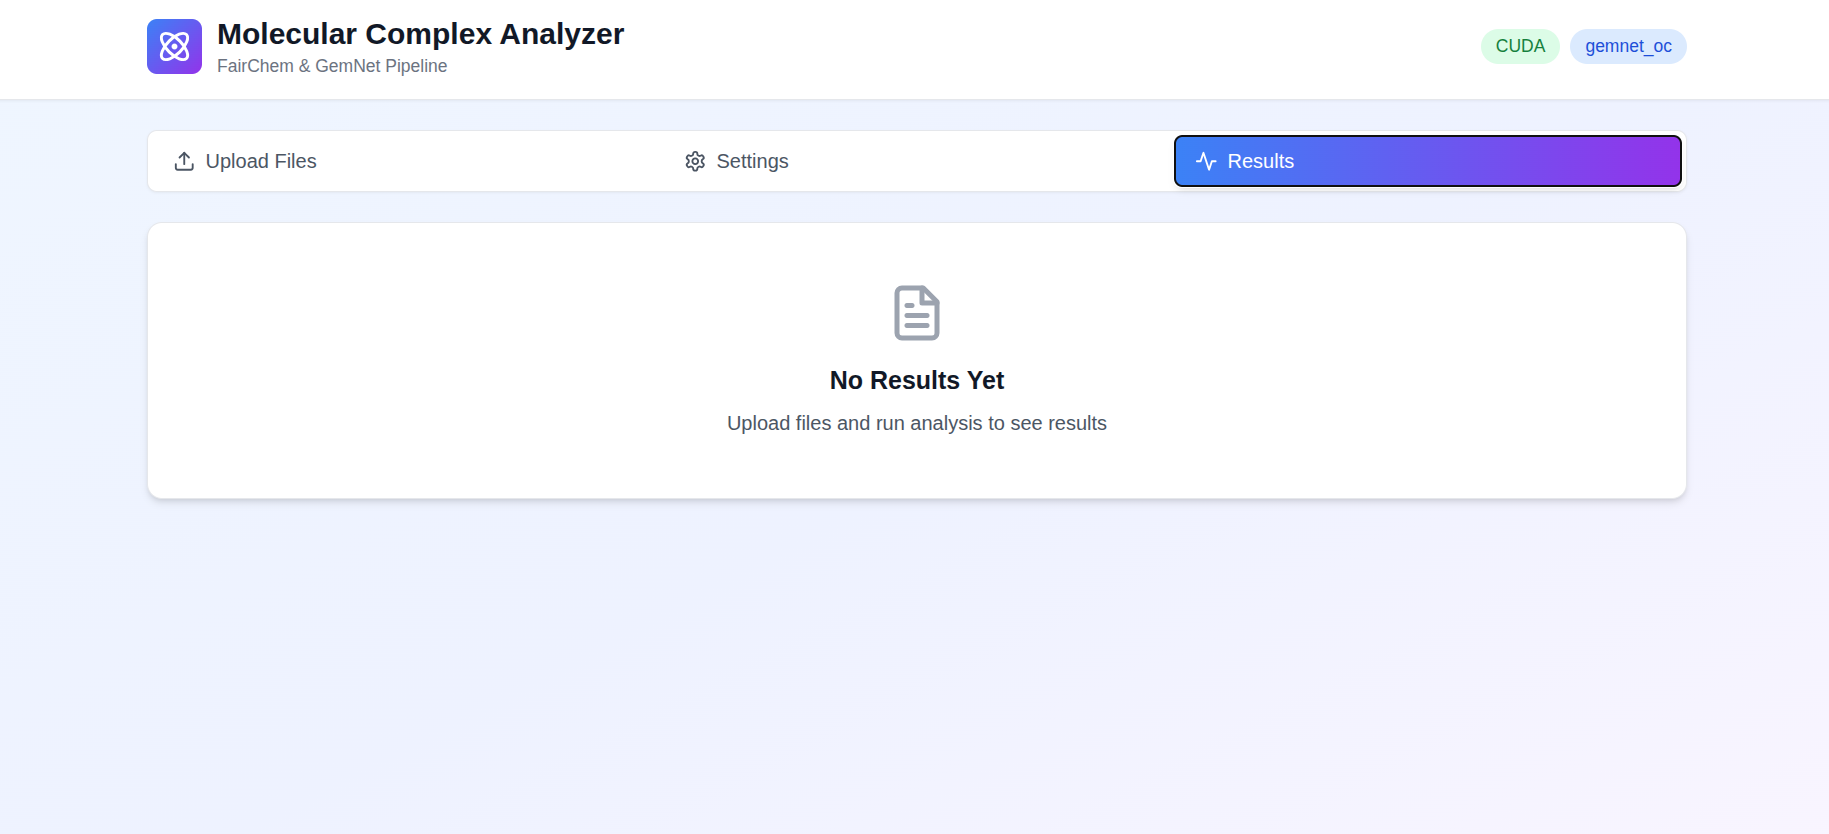 Molecular Complex Analyzer
FairChem & GemNet Pipeline
CUDA
gemnet_oc
Upload Files
Settings
Results
No Results Yet
Upload files and run analysis to see results